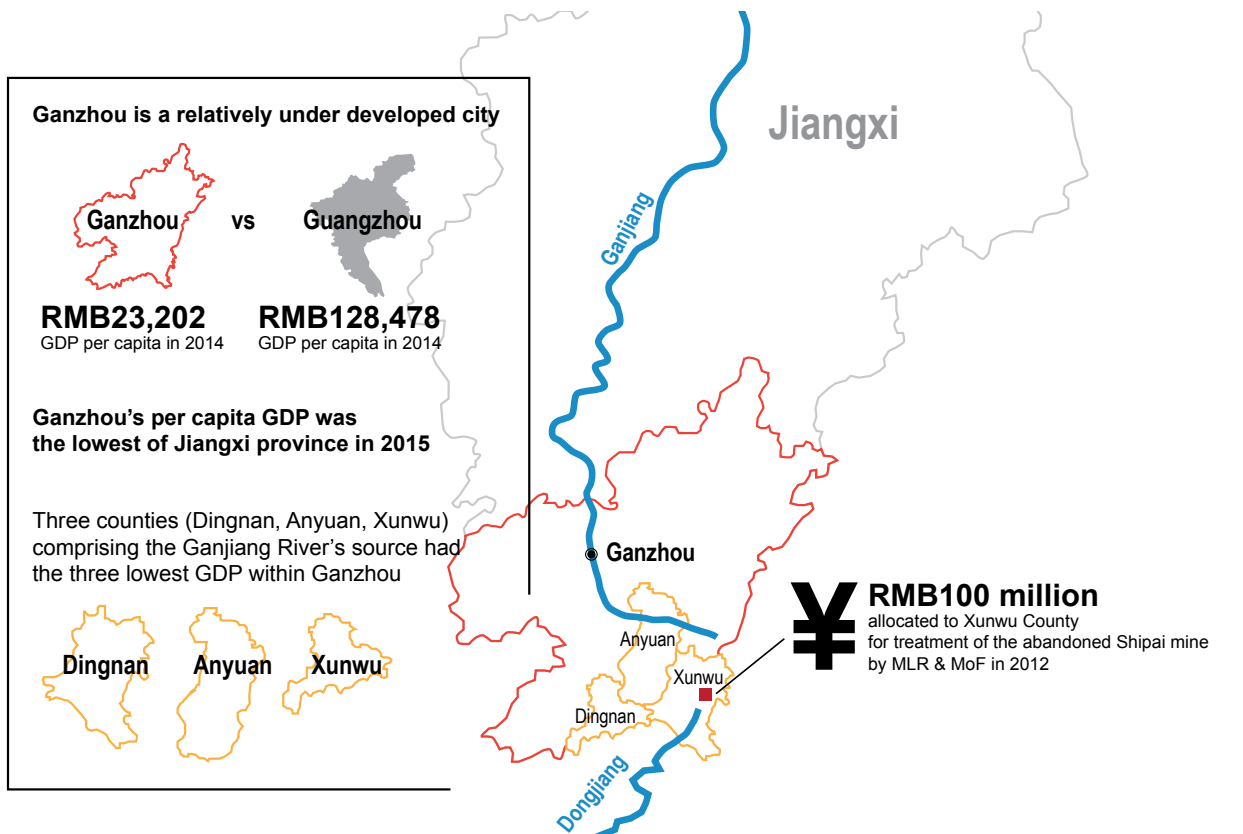 Ganzhou is a relatively under developed city
Ganzhou
vs
Guangzhou
RMB23,202
GDP per capita in 2014
RMB128,478
GDP per capita in 2014
Ganzhou's per capita GDP was
the lowest of Jiangxi province in 2015
Three counties (Dingnan, Anyuan, Xunwu)
comprising the Ganjiang River's source had
the three lowest GDP within Ganzhou
Dingnan
Anyuan
Xunwu
Jiangxi
Ganjiang
Ganzhou
Anyuan
Xunwu
Dingnan
Dongjiang
¥
RMB100 million
allocated to Xunwu County
for treatment of the abandoned Shipai mine
by MLR & MoF in 2012